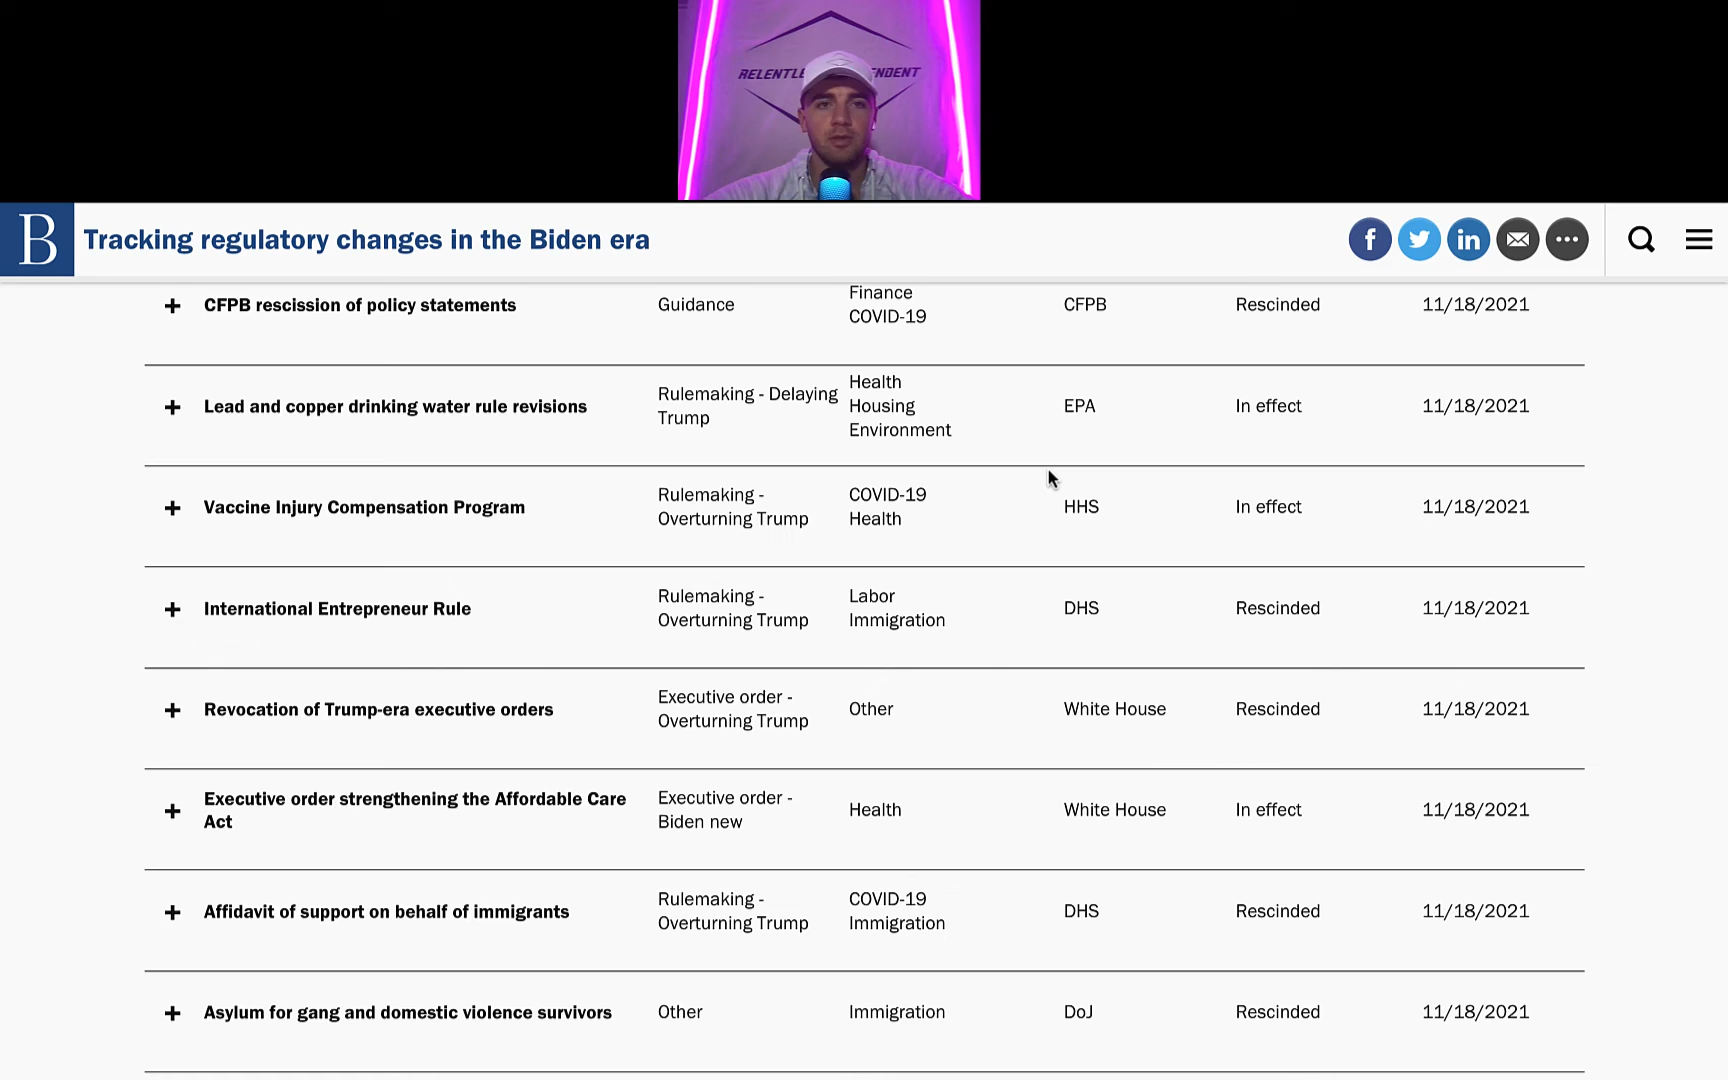 RELENTLE
NDENT
B
Tracking regulatory changes in the Biden era
f
in
CFPB rescission of policy statements
Guidance
Finance
COVID-19
CFPB
Rescinded
11/18/2021
Lead and copper drinking water rule revisions
Rulemaking - Delaying
Trump
Health
Housing
Environment
EPA
In effect
11/18/2021
Vaccine Injury Compensation Program
Rulemaking -
Overturning Trump
COVID-19
Health
HHS
In effect
11/18/2021
International Entrepreneur Rule
Rulemaking -
Overturning Trump
Labor
Immigration
DHS
Rescinded
11/18/2021
Revocation of Trump-era executive orders
Executive order -
Overturning Trump
Other
White House
Rescinded
11/18/2021
Executive order strengthening the Affordable Care
Act
Executive order -
Biden new
Health
White House
In effect
11/18/2021
Affidavit of support on behalf of immigrants
Rulemaking -
Overturning Trump
COVID-19
Immigration
DHS
Rescinded
11/18/2021
Asylum for gang and domestic violence survivors
Other
Immigration
DoJ
Rescinded
11/18/2021